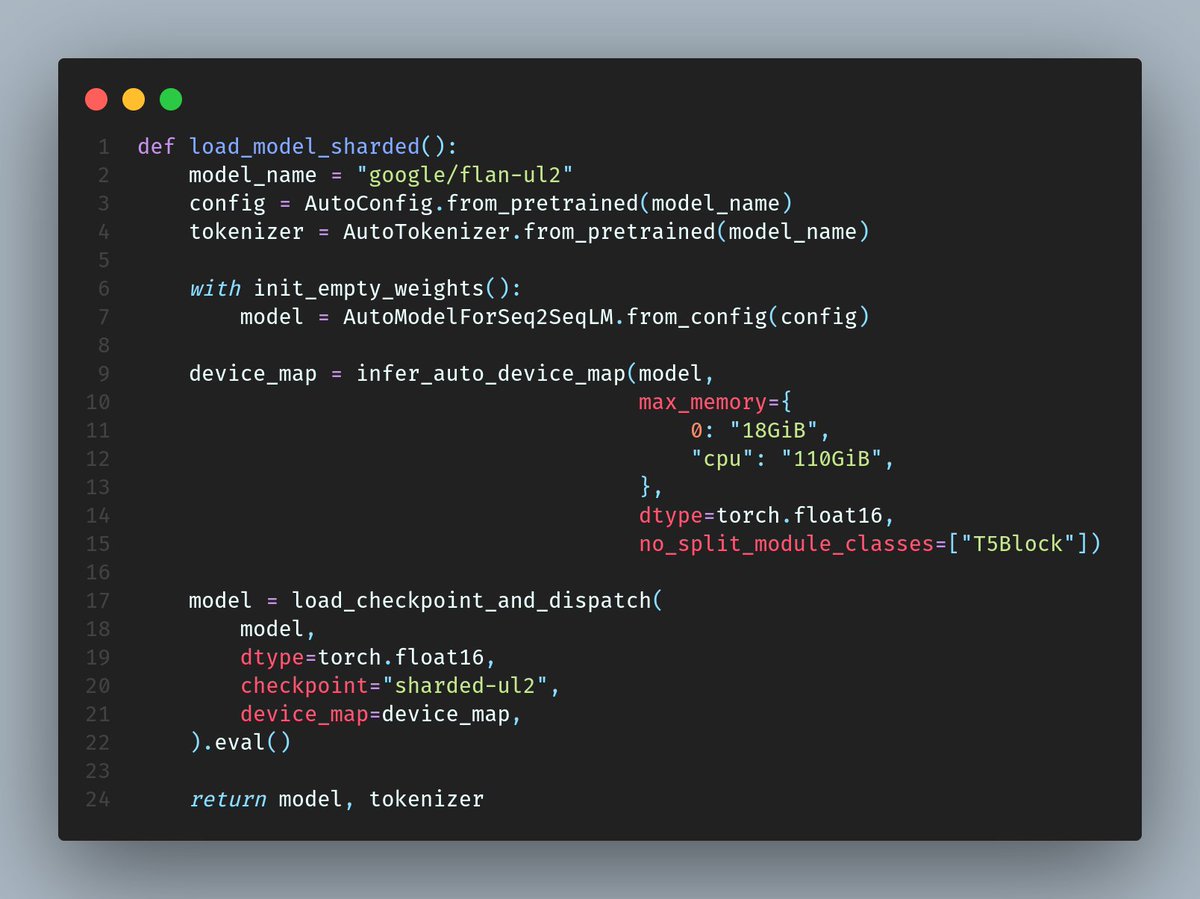 1 def load_model_sharded():
2     model_name = "google/flan-ul2"
3     config = AutoConfig.from_pretrained(model_name)
4     tokenizer = AutoTokenizer.from_pretrained(model_name)
5
6     with init_empty_weights():
7         model = AutoModelForSeq2SeqLM.from_config(config)
8
9     device_map = infer_auto_device_map(model,
10                                        max_memory={
11                                            0: "18GiB",
12                                            "cpu": "110GiB",
13                                        },
14                                        dtype=torch.float16,
15                                        no_split_module_classes=["T5Block"])
16
17     model = load_checkpoint_and_dispatch(
18         model,
19         dtype=torch.float16,
20         checkpoint="sharded-ul2",
21         device_map=device_map,
22     ).eval()
23
24     return model, tokenizer